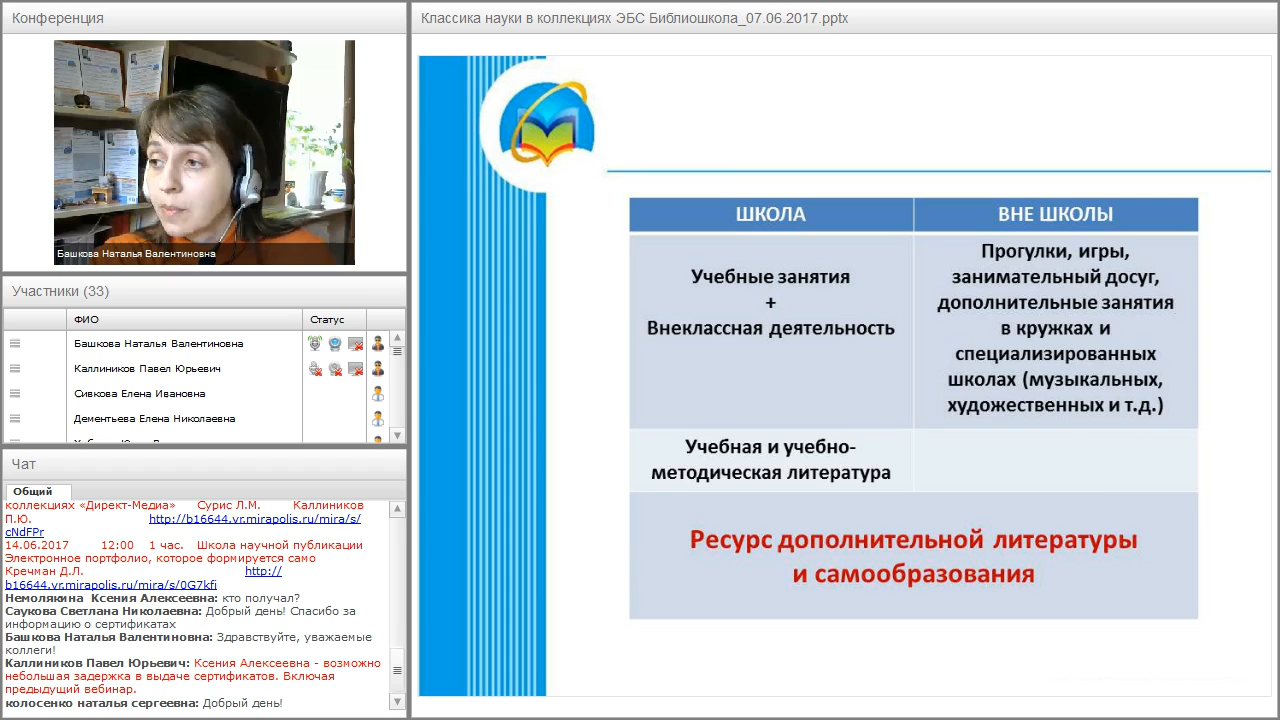 Конференция
Башкова Наталья Валентиновна
Участники (33)
ФИО
Статус
Башкова Наталья Валентиновна
Каллиников Павел Юрьевич
Сивкова Елена Ивановна
Дементьева Елена Николаевна
Чат
Общий
коллекциях «Директ-Медиа» Сурис Л.М. Каллиников
П.Ю. http://b16644.vr.mirapolis.ru/mira/s/
cNdFPr
14.06.2017 12:00 1 час. Школа научной публикации
Электронное портфолио, которое формируется само
Кречман Д.Л. http://
b16644.vr.mirapolis.ru/mira/s/0G7kfi
Немолякина Ксения Алексеевна: кто получал?
Саукова Светлана Николаевна: Добрый день! Спасибо за
информацию о сертификатах
Башкова Наталья Валентиновна: Здравствуйте, уважаемые
коллеги!
Каллиников Павел Юрьевич: Ксения Алексеевна - возможно
небольшая задержка в выдаче сертификатов. Включая
предыдущий вебинар.
колосенко наталья сергеевна: Добрый день!
Классика науки в коллекциях ЭБС Библиошкола_07.06.2017.pptx
ШКОЛА
ВНЕ ШКОЛЫ
Учебные занятия
+
Внеклассная деятельность
Прогулки, игры,
занимательный досуг,
дополнительные занятия
в кружках и
специализированных
школах (музыкальных,
художественных и т.д.)
Учебная и учебно-
методическая литература
Ресурс дополнительной литературы
и самообразования